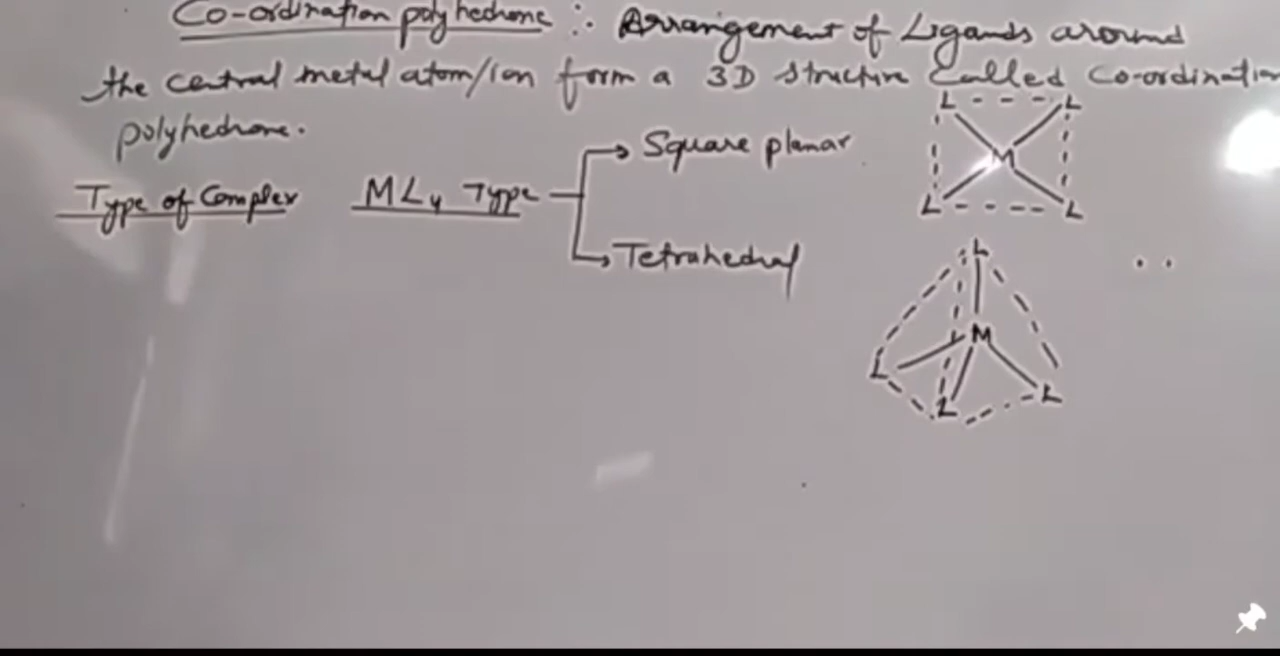 Co-ordination polyhedrone :. Arrangement of Ligands around
the central metal atom/ion form a 3D structure Called Co-ordination
polyhedrone.
Type of Complex ML4 Type → Square planar
→ Tetrahedral
L L
M
L L
L
M
L L
L